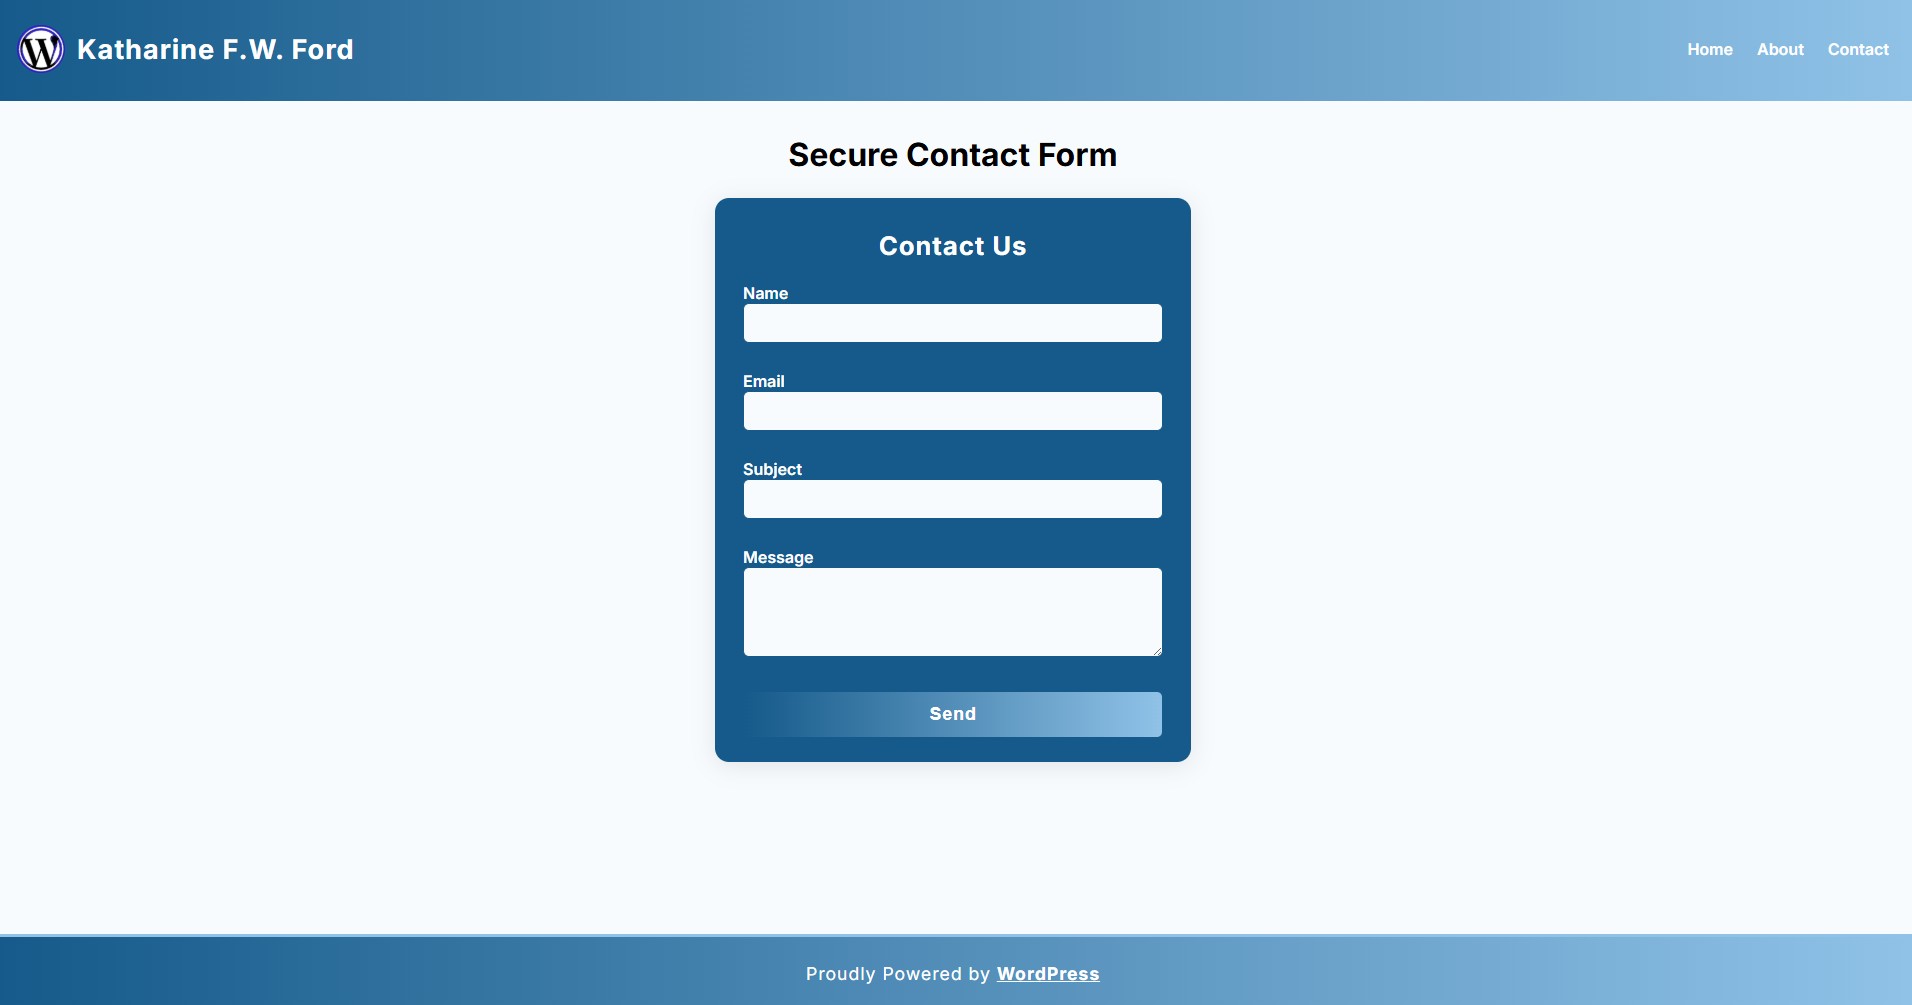 W Katharine F.W. Ford
Home About Contact
Secure Contact Form
Contact Us
Name
Email
Subject
Message
Send
Proudly Powered by WordPress